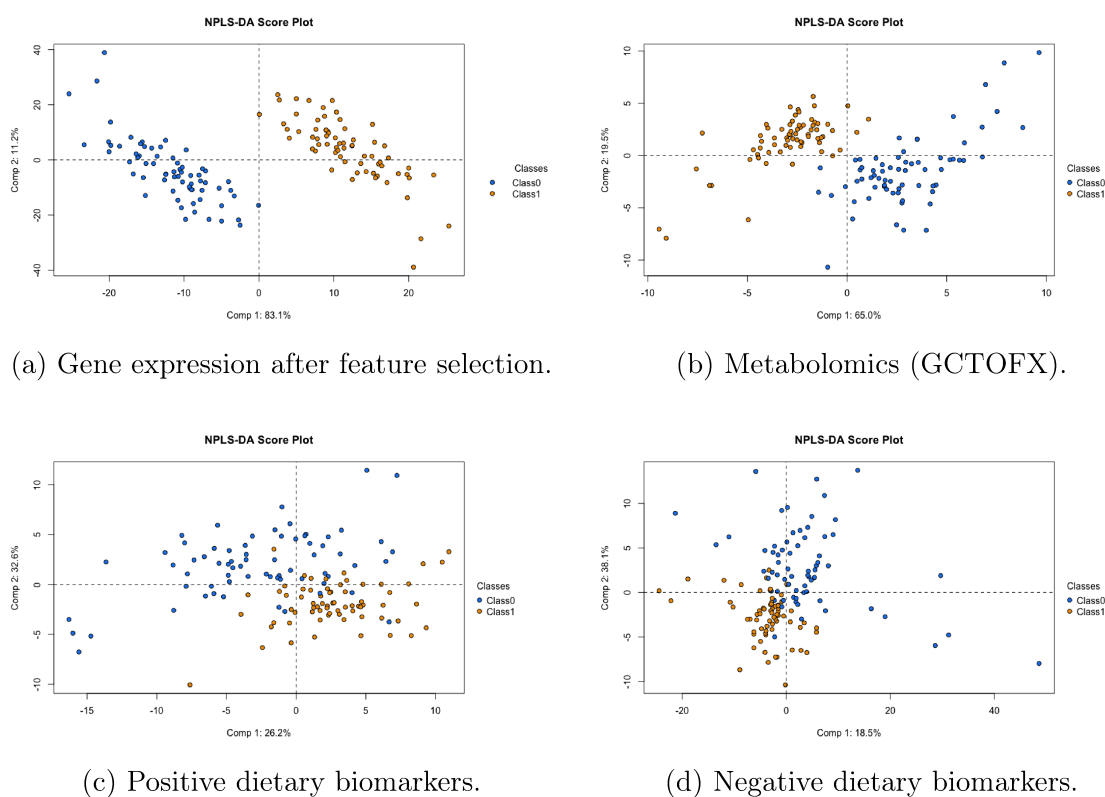 NPLS-DA Score Plot
40
20
0
-20
-40
Comp 2: 11.2%
-20 -10 0 10 20
Comp 1: 83.1%
Classes
Class0
Class1
(a) Gene expression after feature selection.
NPLS-DA Score Plot
10
5
0
-5
-10
Comp 2: 19.5%
-10 -5 0 5 10
Comp 1: 65.0%
Classes
Class0
Class1
(b) Metabolomics (GCTOFX).
NPLS-DA Score Plot
10
5
0
-5
-10
Comp 2: 32.6%
-15 -10 -5 0 5 10
Comp 1: 26.2%
Classes
Class0
Class1
(c) Positive dietary biomarkers.
NPLS-DA Score Plot
10
5
0
-5
-10
Comp 2: 38.1%
-20 0 20 40
Comp 1: 18.5%
Classes
Class0
Class1
(d) Negative dietary biomarkers.